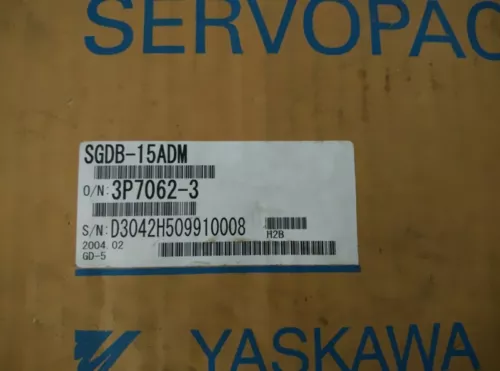 SERVOPAC
SGDB-15ADM
O/N: 3P7062-3
S/N: D3042H509910008
H2B
2004.02
GD-5
YASKAWA